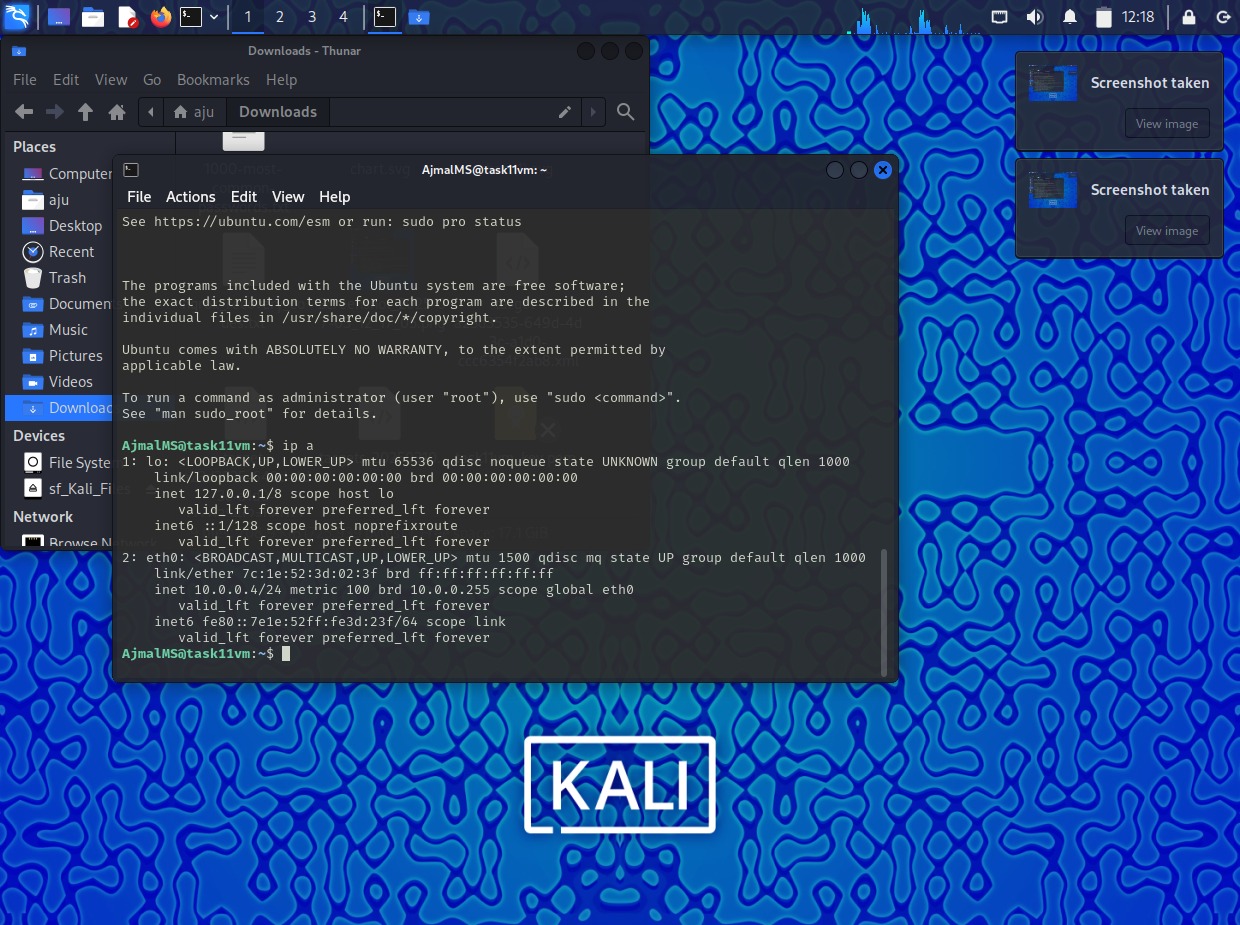 1 2 3 4
12:18
Downloads - Thunar
File Edit View Go Bookmarks Help
aju Downloads
Places
Computer
aju
Desktop
Recent
Trash
Documen
Music
Pictures
Videos
Downloa
Devices
File Syste
sf_Kali_Fi
Network
Browse Network
AjmalMS@task11vm: ~
File Actions Edit View Help
See https://ubuntu.com/esm or run: sudo pro status
The programs included with the Ubuntu system are free software;
the exact distribution terms for each program are described in the
individual files in /usr/share/doc/*/copyright.
Ubuntu comes with ABSOLUTELY NO WARRANTY, to the extent permitted by
applicable law.
To run a command as administrator (user "root"), use "sudo <command>".
See "man sudo_root" for details.
AjmalMS@task11vm:~$ ip a
1: lo: <LOOPBACK,UP,LOWER_UP> mtu 65536 qdisc noqueue state UNKNOWN group default qlen 1000
link/loopback 00:00:00:00:00:00 brd 00:00:00:00:00:00
inet 127.0.0.1/8 scope host lo
valid_lft forever preferred_lft forever
inet6 ::1/128 scope host noprefixroute
valid_lft forever preferred_lft forever
2: eth0: <BROADCAST,MULTICAST,UP,LOWER_UP> mtu 1500 qdisc mq state UP group default qlen 1000
link/ether 7c:1e:52:3d:02:3f brd ff:ff:ff:ff:ff:ff
inet 10.0.0.4/24 metric 100 brd 10.0.0.255 scope global eth0
valid_lft forever preferred_lft forever
inet6 fe80::7e1e:52ff:fe3d:23f/64 scope link
valid_lft forever preferred_lft forever
AjmalMS@task11vm:~$
Screenshot taken
View image
Screenshot taken
View image
KALI